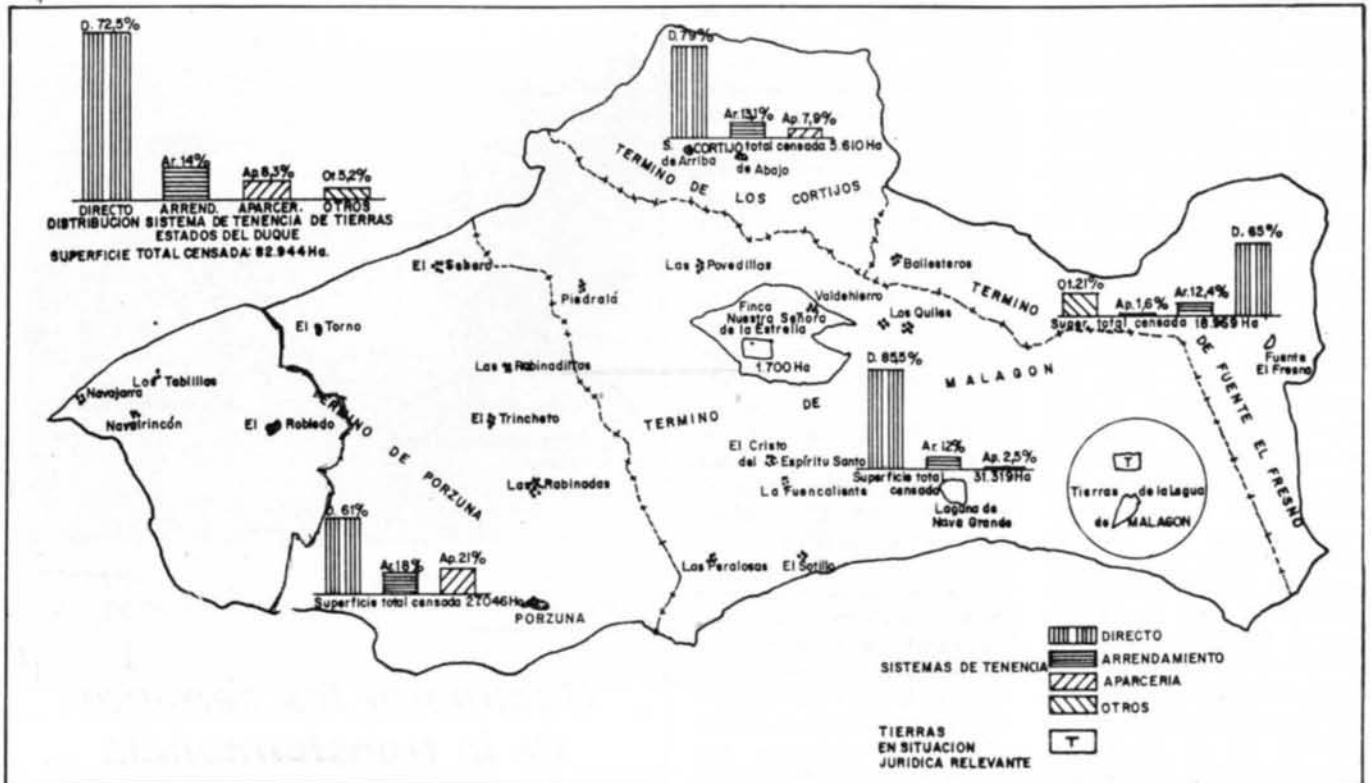 D. 72,5%
Ar. 14%
Ap. 8,3%
Ot. 5,2%
DIRECTO ARREND. APARCER. OTROS
DISTRIBUCION SISTEMA DE TENENCIA DE TIERRAS
ESTADOS DEL DUQUE
SUPERFICIE TOTAL CENSADA: 82.944 Ha.
D. 79%
Ar. 13,1%
Ap. 7,9%
S. CORTIJO total censada 5.610 Ha
de Arriba de Abajo
TERMINO DE LOS CORTIJOS
D. 65%
Ot. 21%
Ap. 1,6%
Ar. 12,4%
Super. total censada 18.969 Ha
Fuente
El Fresno
TERMINO DE FUENTE EL FRESNO
Ballesteros
El Sebero
Las Povedillas
Piedralá
Valdehierro
Finca
Nuestra Señora
de la Estrella
1.700 Ha
Los Quiles
El Torno
Las Rabinadillas
Los Tablillas
Navajarra
Navalrincón
El Robledo
El Trincheto
TERMINO DE PORZUNA
TERMINO DE MALAGON
D. 85,5%
Ar. 12%
Ap. 2,5%
Superficie total 31.319 Ha
censada
El Cristo
del Espíritu Santo
La Fuencaliente
Laguna de
Nava Grande
T
Tierras de la Legua
de MALAGON
Las Rabinadas
D. 61%
Ar. 18%
Ap. 21%
Superficie total censada 27.046 Ha
PORZUNA
Las Peralosas
El Sotillo
SISTEMAS DE TENENCIA
DIRECTO
ARRENDAMIENTO
APARCERIA
OTROS
TIERRAS
EN SITUACION
JURIDICA RELEVANTE
T